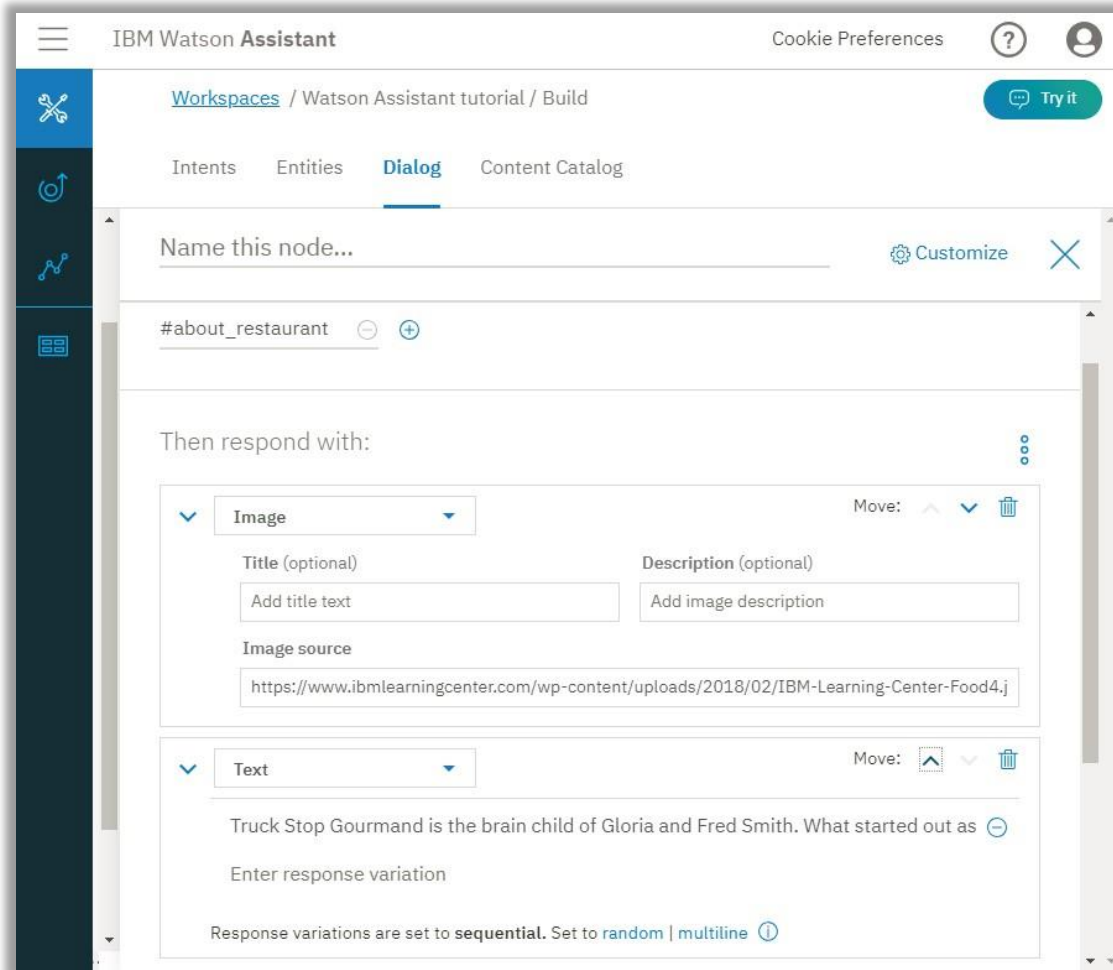 IBM Watson Assistant Cookie Preferences ?
Workspaces / Watson Assistant tutorial / Build Try it
Intents Entities Dialog Content Catalog
Name this node... Customize
#about_restaurant
Then respond with:
Image Move:
Title (optional) Description (optional)
Add title text Add image description
Image source
https://www.ibmlearningcenter.com/wp-content/uploads/2018/02/IBM-Learning-Center-Food4.j
Text Move:
Truck Stop Gourmand is the brain child of Gloria and Fred Smith. What started out as
Enter response variation
Response variations are set to sequential. Set to random | multiline